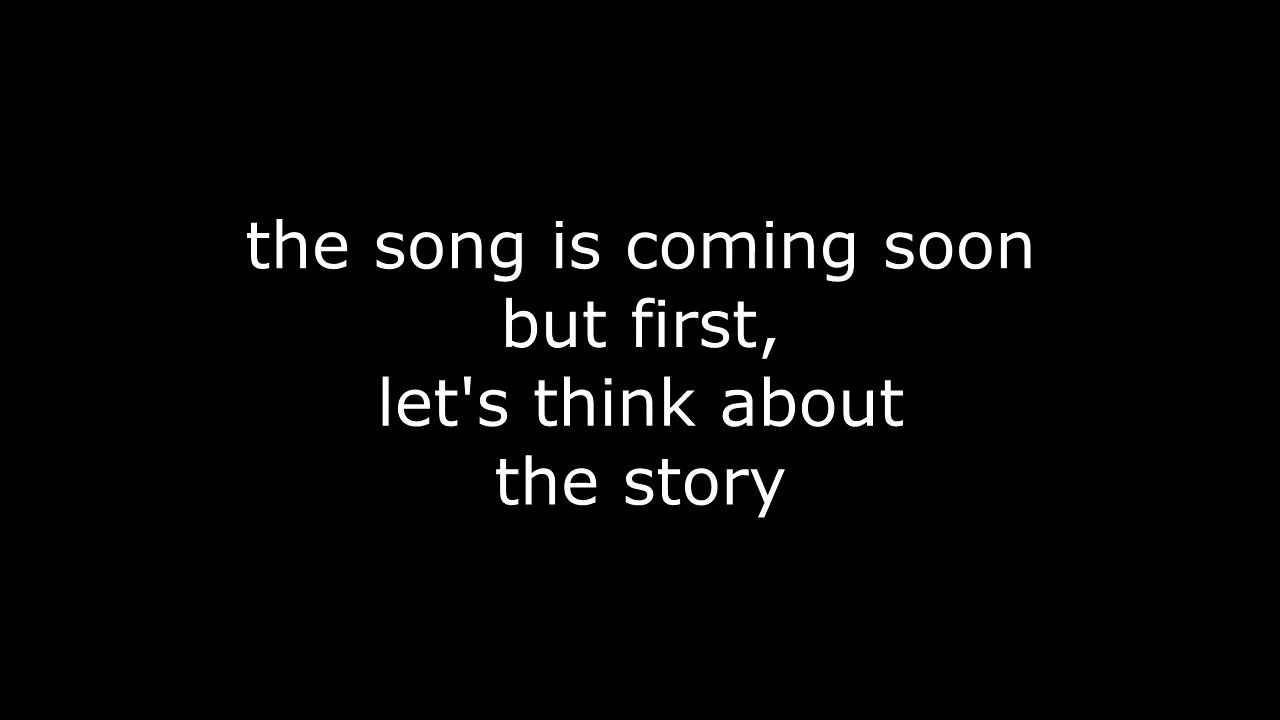 the song is coming soon
but first,
let's think about
the story